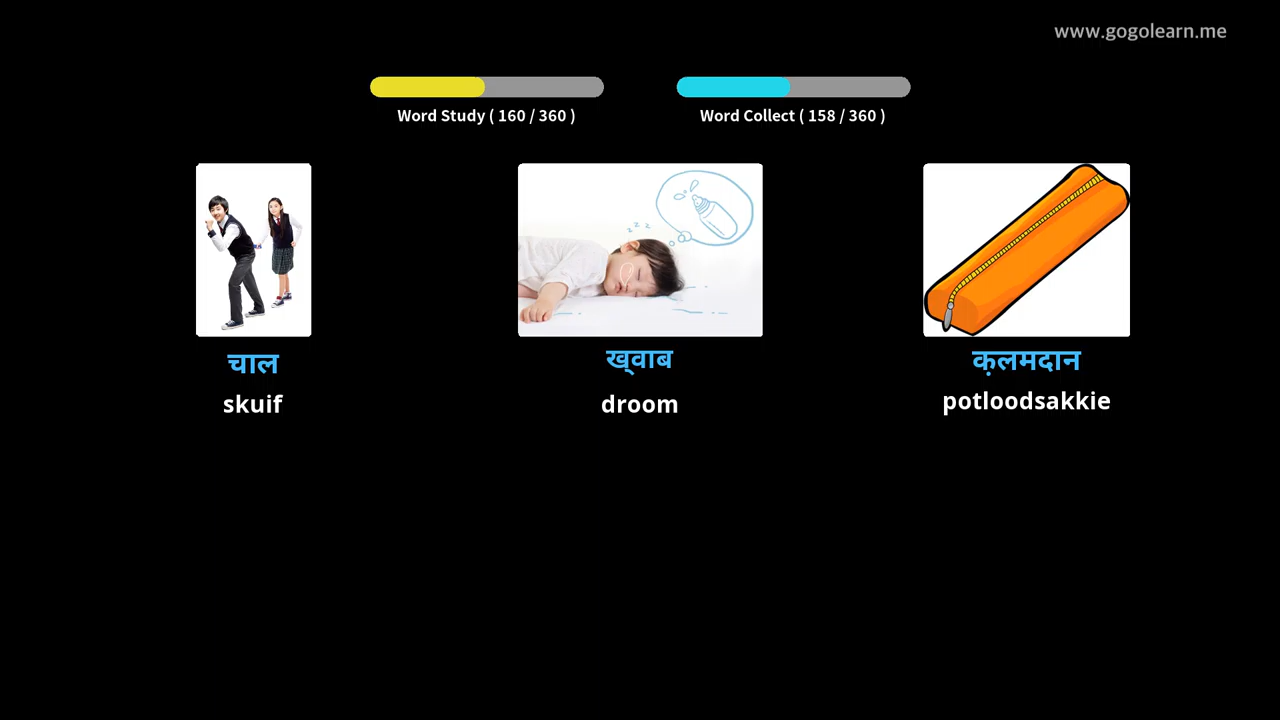 www.gogolearn.me
Word Study ( 160 / 360 )
Word Collect ( 158 / 360 )
चाल
ख्वाब
क़लमदान
skuif
droom
potloodsakkie